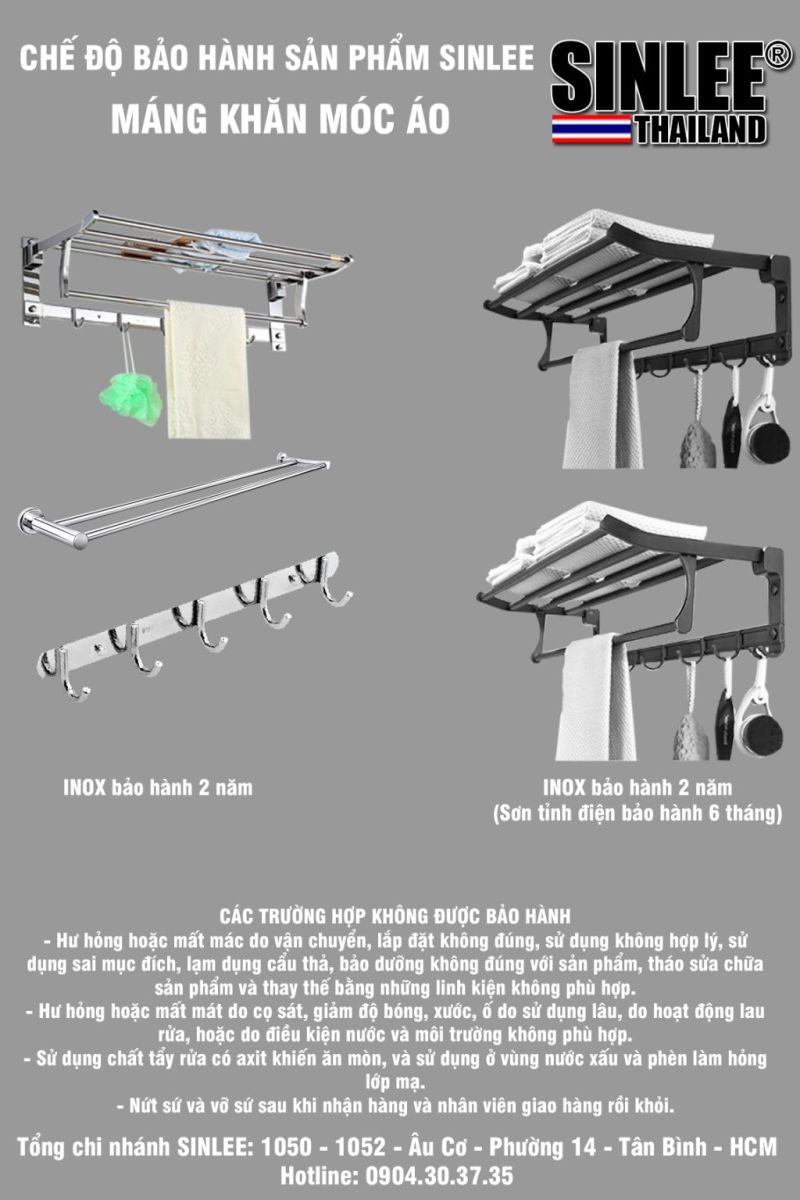 CHẾ ĐỘ BẢO HÀNH SẢN PHẨM SINLEE
MÁNG KHĂN MÓC ÁO
SINLEE®
THAILAND
INOX bảo hành 2 năm
INOX bảo hành 2 năm
(Sơn tỉnh điện bảo hành 6 tháng)
CÁC TRƯỜNG HỢP KHÔNG ĐƯỢC BẢO HÀNH
- Hư hỏng hoặc mất mác do vận chuyển, lắp đặt không đúng, sử dụng không hợp lý, sử
dụng sai mục đích, lạm dụng cẩu thả, bảo dưỡng không đúng với sản phẩm, tháo sửa chữa
sản phẩm và thay thế bằng những linh kiện không phù hợp.
- Hư hỏng hoặc mất mát do cọ sát, giảm độ bóng, xước, ố do sử dụng lâu, do hoạt động lau
rửa, hoặc do điều kiện nước và môi trường không phù hợp.
- Sử dụng chất tẩy rửa có axit khiến ăn mòn, và sử dụng ở vùng nước xấu và phèn làm hỏng
lớp mạ.
- Nứt sứ và vỡ sứ sau khi nhận hàng và nhân viên giao hàng rồi khỏi.
Tổng chi nhánh SINLEE: 1050 - 1052 - Âu Cơ - Phường 14 - Tân Bình - HCM
Hotline: 0904.30.37.35